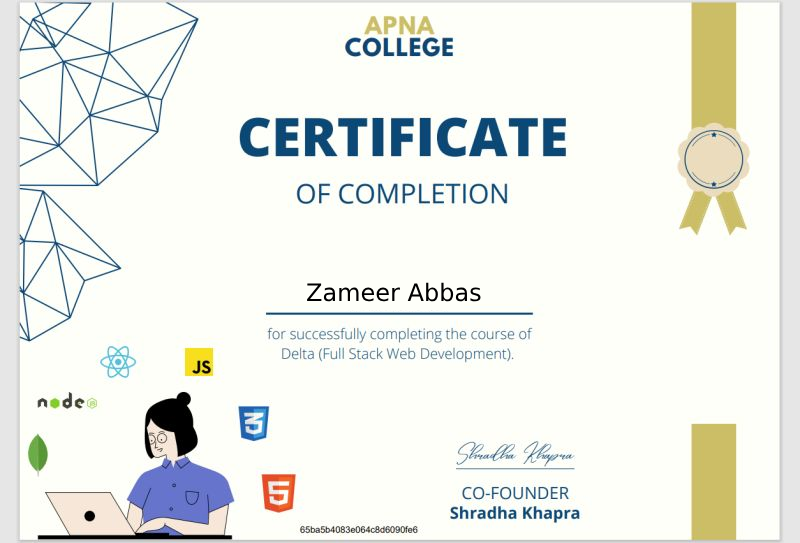 APNA
COLLEGE
CERTIFICATE
OF COMPLETION
Zameer Abbas
for successfully completing the course of
Delta (Full Stack Web Development).
JS
node
JS
3
5
Shradha Khapra
CO-FOUNDER
Shradha Khapra
65ba5b4083e064c8d6090fe6